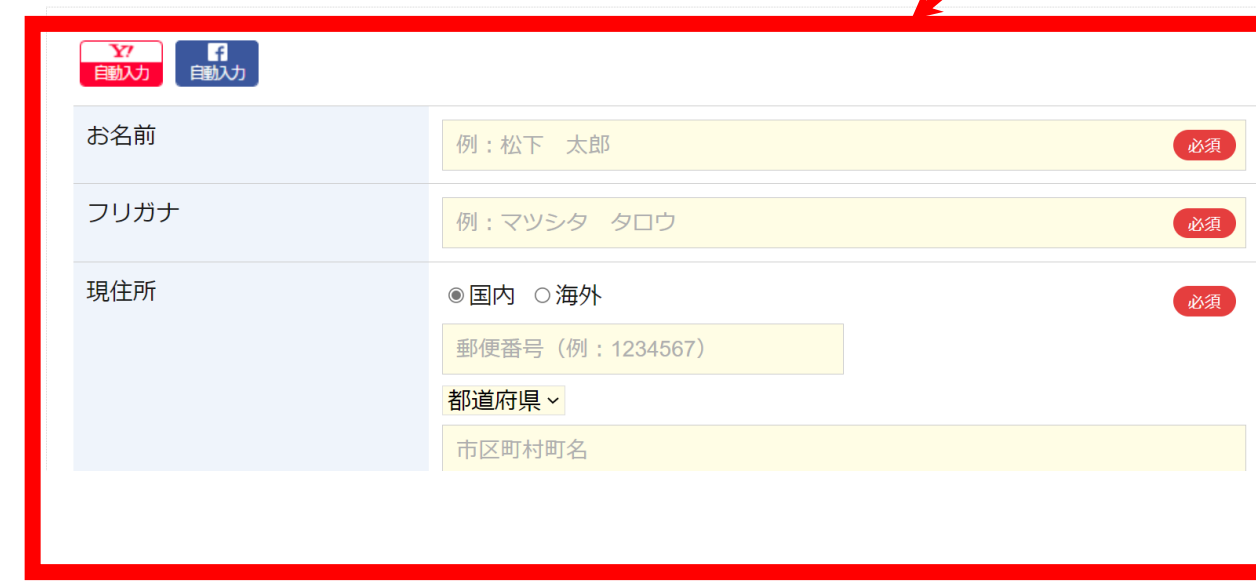 Y! f
自動入力 自動入力
お名前 例：松下　太郎 必須
フリガナ 例：マツシタ　タロウ 必須
現住所 国内 海外 必須
郵便番号（例：1234567）
都道府県
市区町村町名